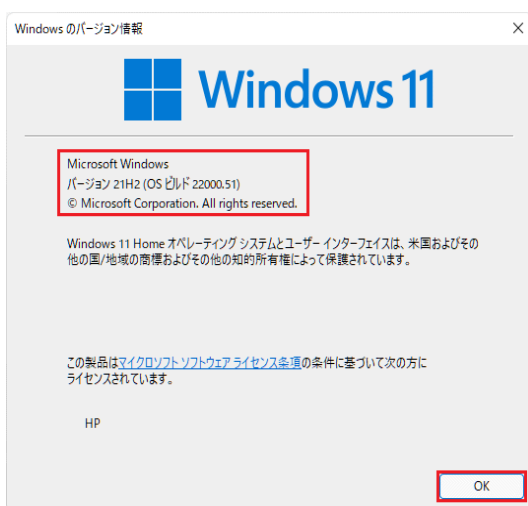 Windows のバージョン情報
Windows 11
Microsoft Windows
バージョン 21H2 (OS ビルド 22000.51)
© Microsoft Corporation. All rights reserved.
Windows 11 Home オペレーティング システムとユーザー インターフェイスは、米国およびその
他の国/地域の商標およびその他の知的所有権によって保護されています。
この製品はマイクロソフト ソフトウェア ライセンス条項の条件に基づいて次の方に
ライセンスされています。
HP
OK